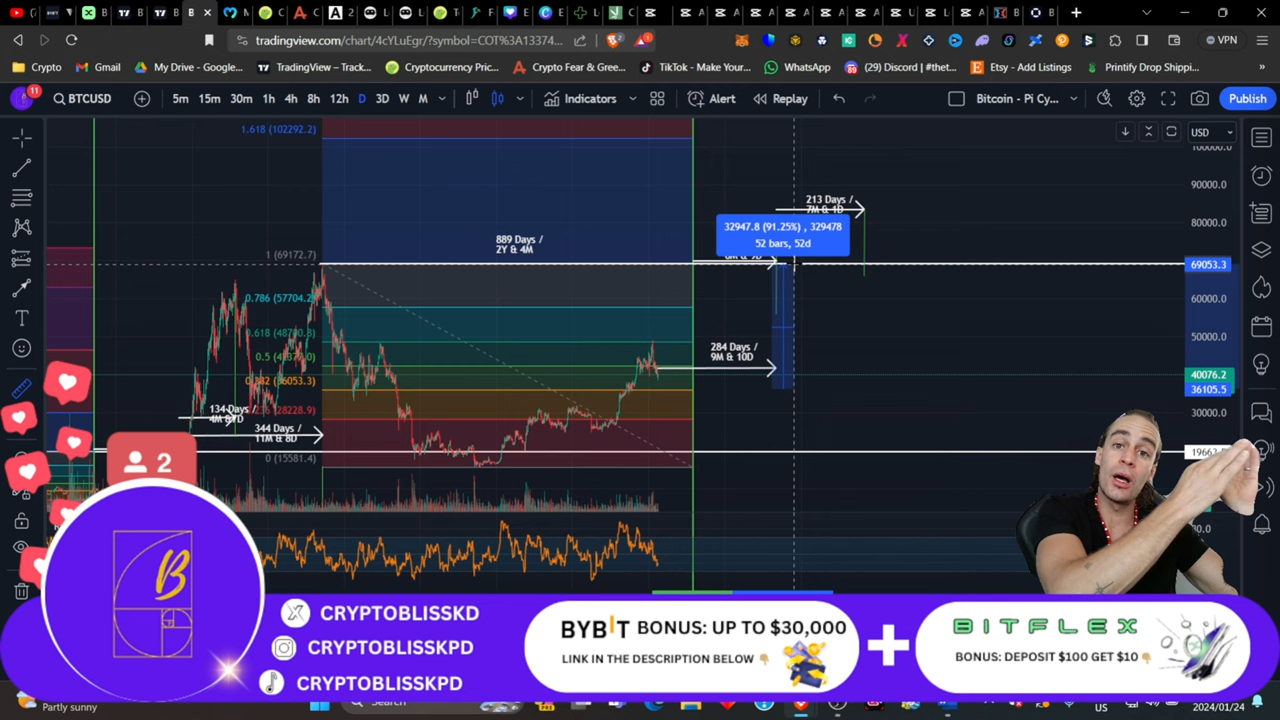 tradingview.com/chart/4cYLuEgr/?symbol=COT%3A13374...
VPN
Crypto
Gmail
My Drive - Google...
TradingView – Track...
Cryptocurrency Pric...
Crypto Fear & Gree...
TikTok - Make Your...
WhatsApp
(29) Discord | #thet...
Etsy - Add Listings
Printify Drop Shippi...
11
BTCUSD
5m 15m 30m 1h 4h 8h 12h D 3D W M
Indicators
Alert
Replay
Bitcoin - Pi Cy...
Publish
USD
1.618 (102292.2)
100000.0
90000.0
213 Days /
7M & 1D
80000.0
32947.8 (91.25%) , 329478
52 bars, 52d
889 Days /
2Y & 4M
1 (69172.7)
69053.3
0.786 (57704.2)
60000.0
0.618 (48700.3)
50000.0
284 Days /
9M & 10D
40076.2
36105.5
(28228.9)
30000.0
134 Days /
344 Days /
11M & 8D
0 (15581.4)
2
B
CRYPTOBLISSKD
CRYPTOBLISSKPD
CRYPTOBLISSKPD
BYBIT BONUS: UP TO $30,000
LINK IN THE DESCRIPTION BELOW
+
BITFLEX
BONUS: DEPOSIT $100 GET $10
Partly sunny
Search
US
2024/01/24